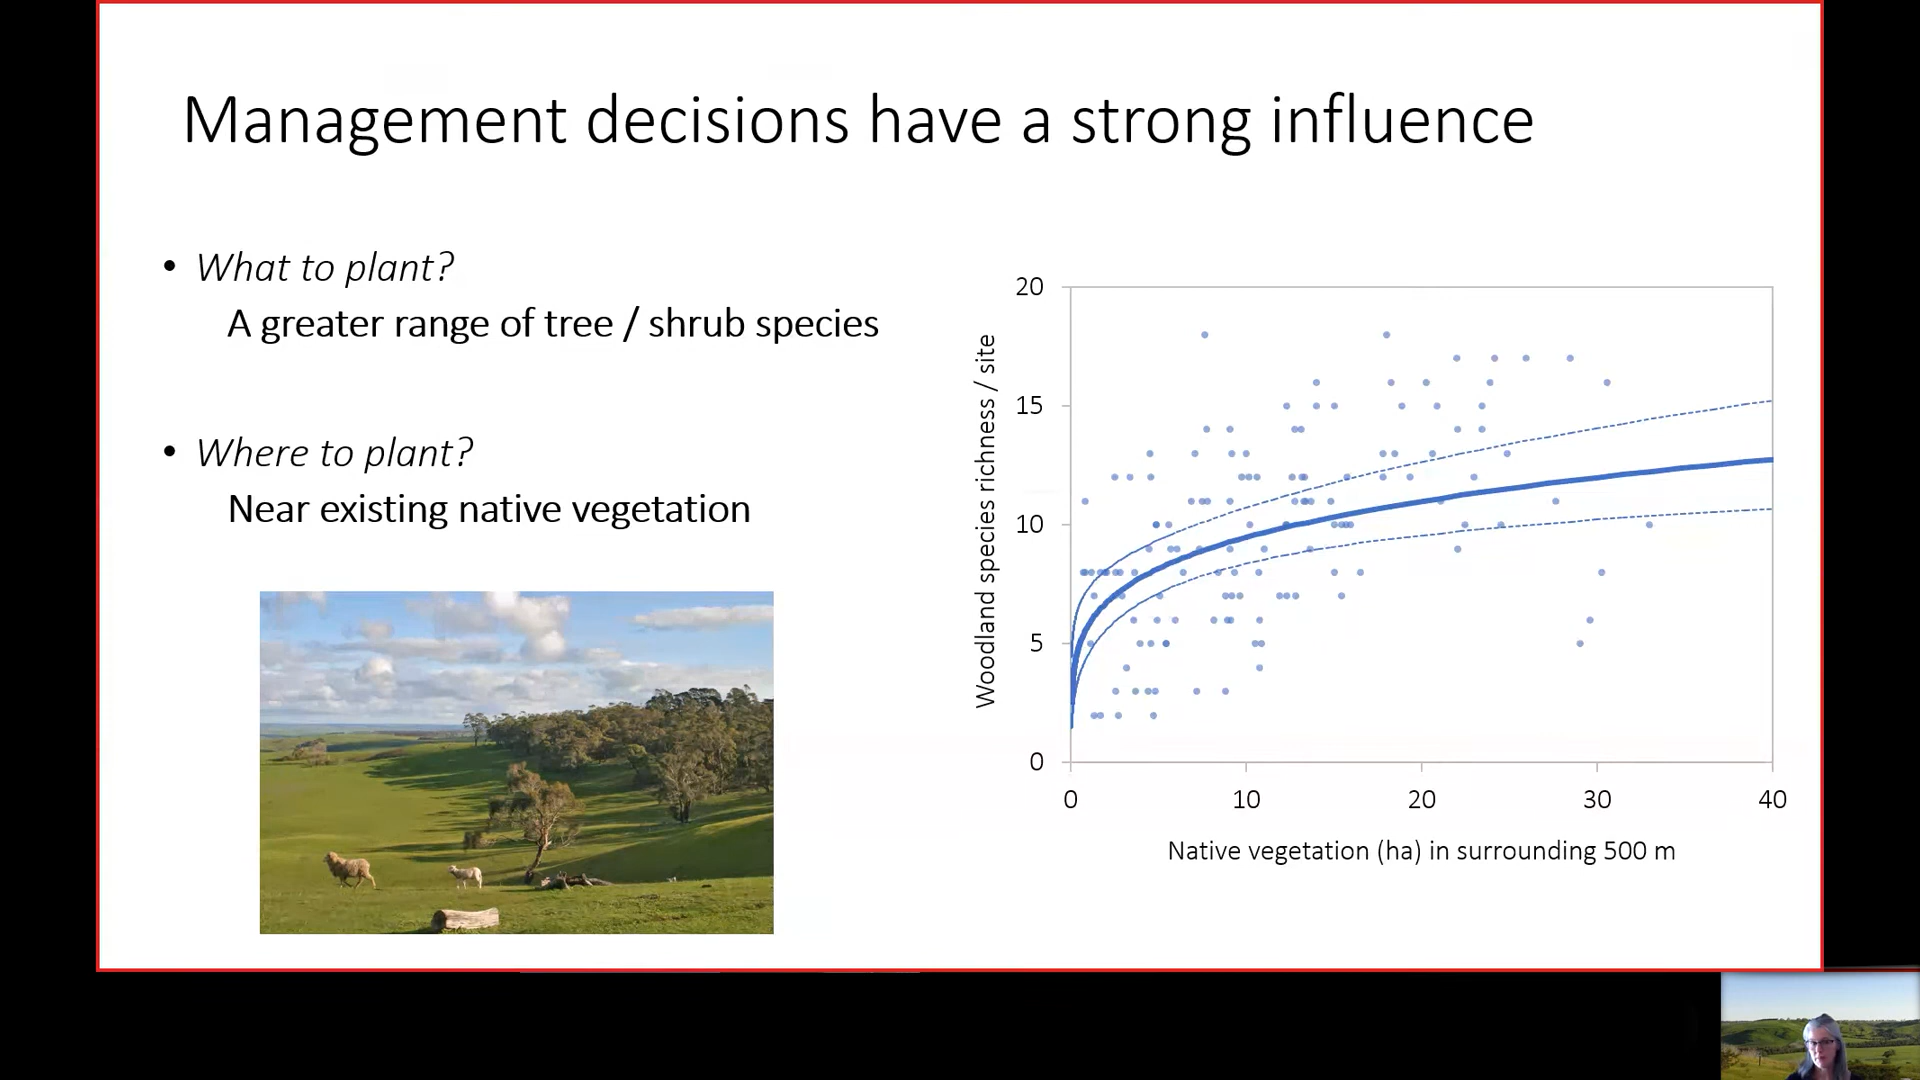 Management decisions have a strong influence
• What to plant?
A greater range of tree / shrub species
• Where to plant?
Near existing native vegetation
Woodland species richness / site
20
15
10
5
0
0 10 20 30 40
Native vegetation (ha) in surrounding 500 m